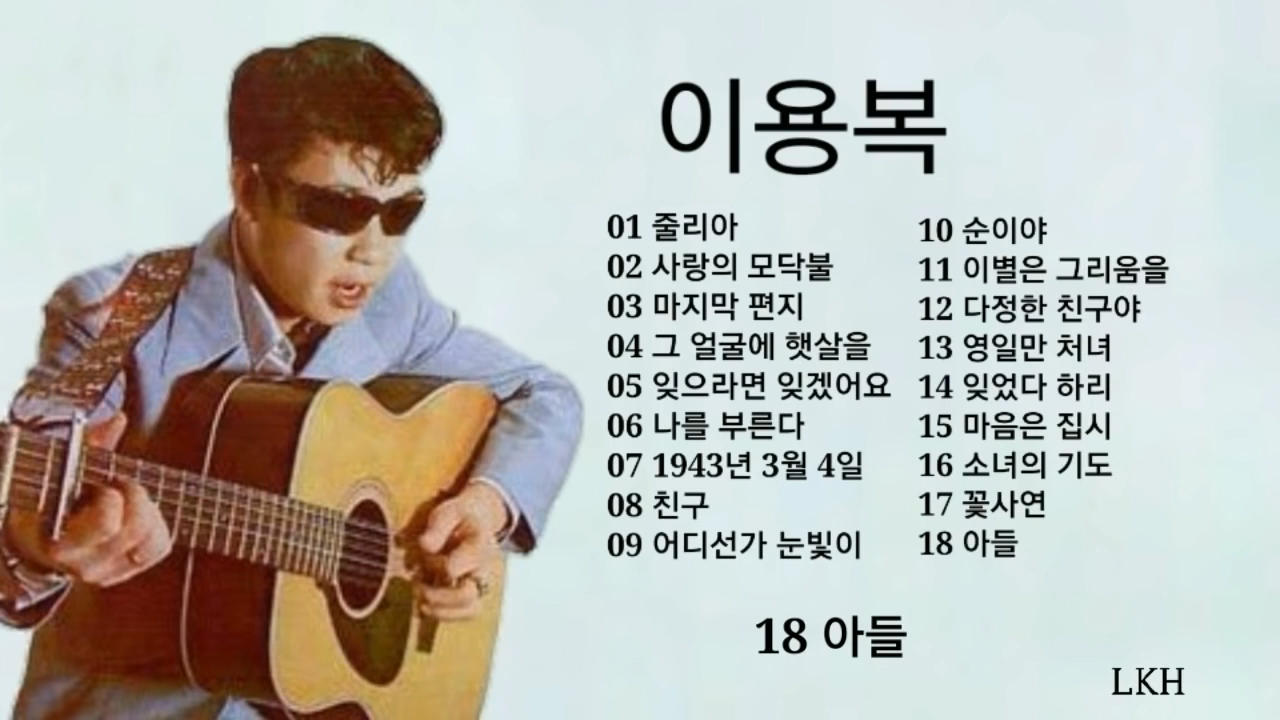 이용복
01 줄리아
02 사랑의 모닥불
03 마지막 편지
04 그 얼굴에 햇살을
05 잊으라면 잊겠어요
06 나를 부른다
07 1943년 3월 4일
08 친구
09 어디선가 눈빛이
10 순이야
11 이별은 그리움을
12 다정한 친구야
13 영일만 처녀
14 잊었다 하리
15 마음은 집시
16 소녀의 기도
17 꽃사연
18 아들
18 아들
LKH